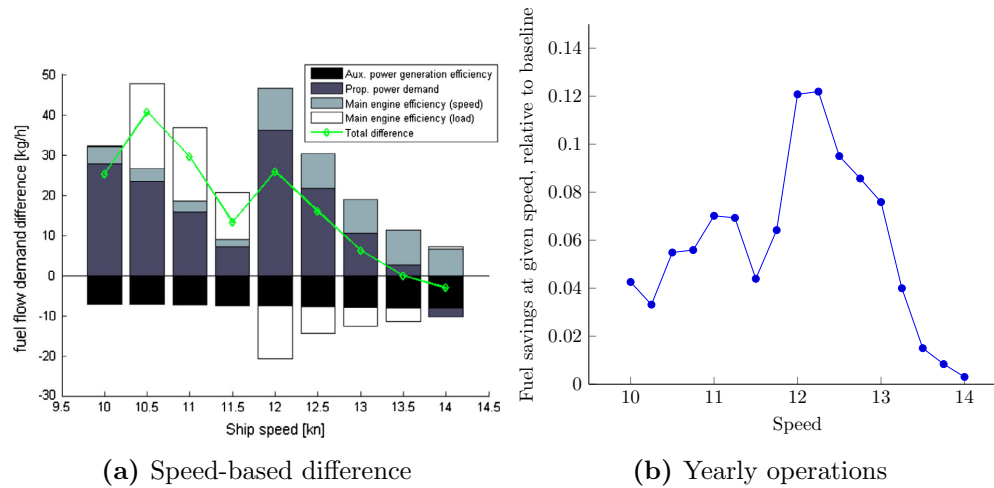 fuel flow demand difference [kg/h]
50
40
30
20
10
0
-10
-20
-30
9.5 10 10.5 11 11.5 12 12.5 13 13.5 14 14.5
Ship speed [kn]
Aux. power generation efficiency
Prop. power demand
Main engine efficiency (speed)
Main engine efficiency (load)
Total difference
(a) Speed-based difference
Fuel savings at given speed, relative to baseline
0.14
0.12
0.1
0.08
0.06
0.04
0.02
0
10 11 12 13 14
Speed
(b) Yearly operations